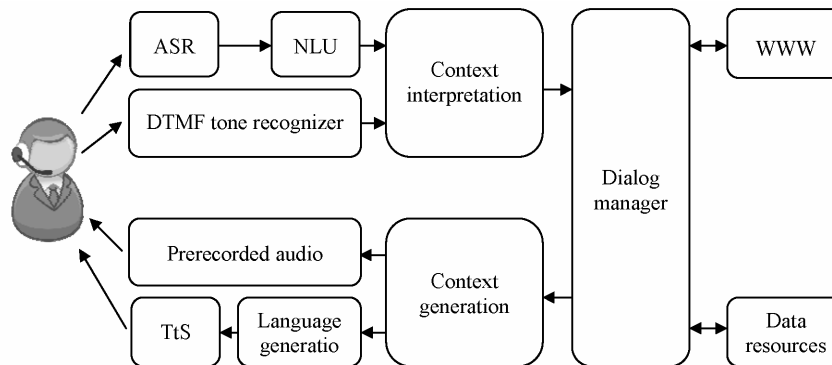 ASR
NLU
Context
interpretation
WWW
DTMF tone recognizer
Dialog
manager
Prerecorded audio
Context
generation
TtS
Language
generatio
Data
resources